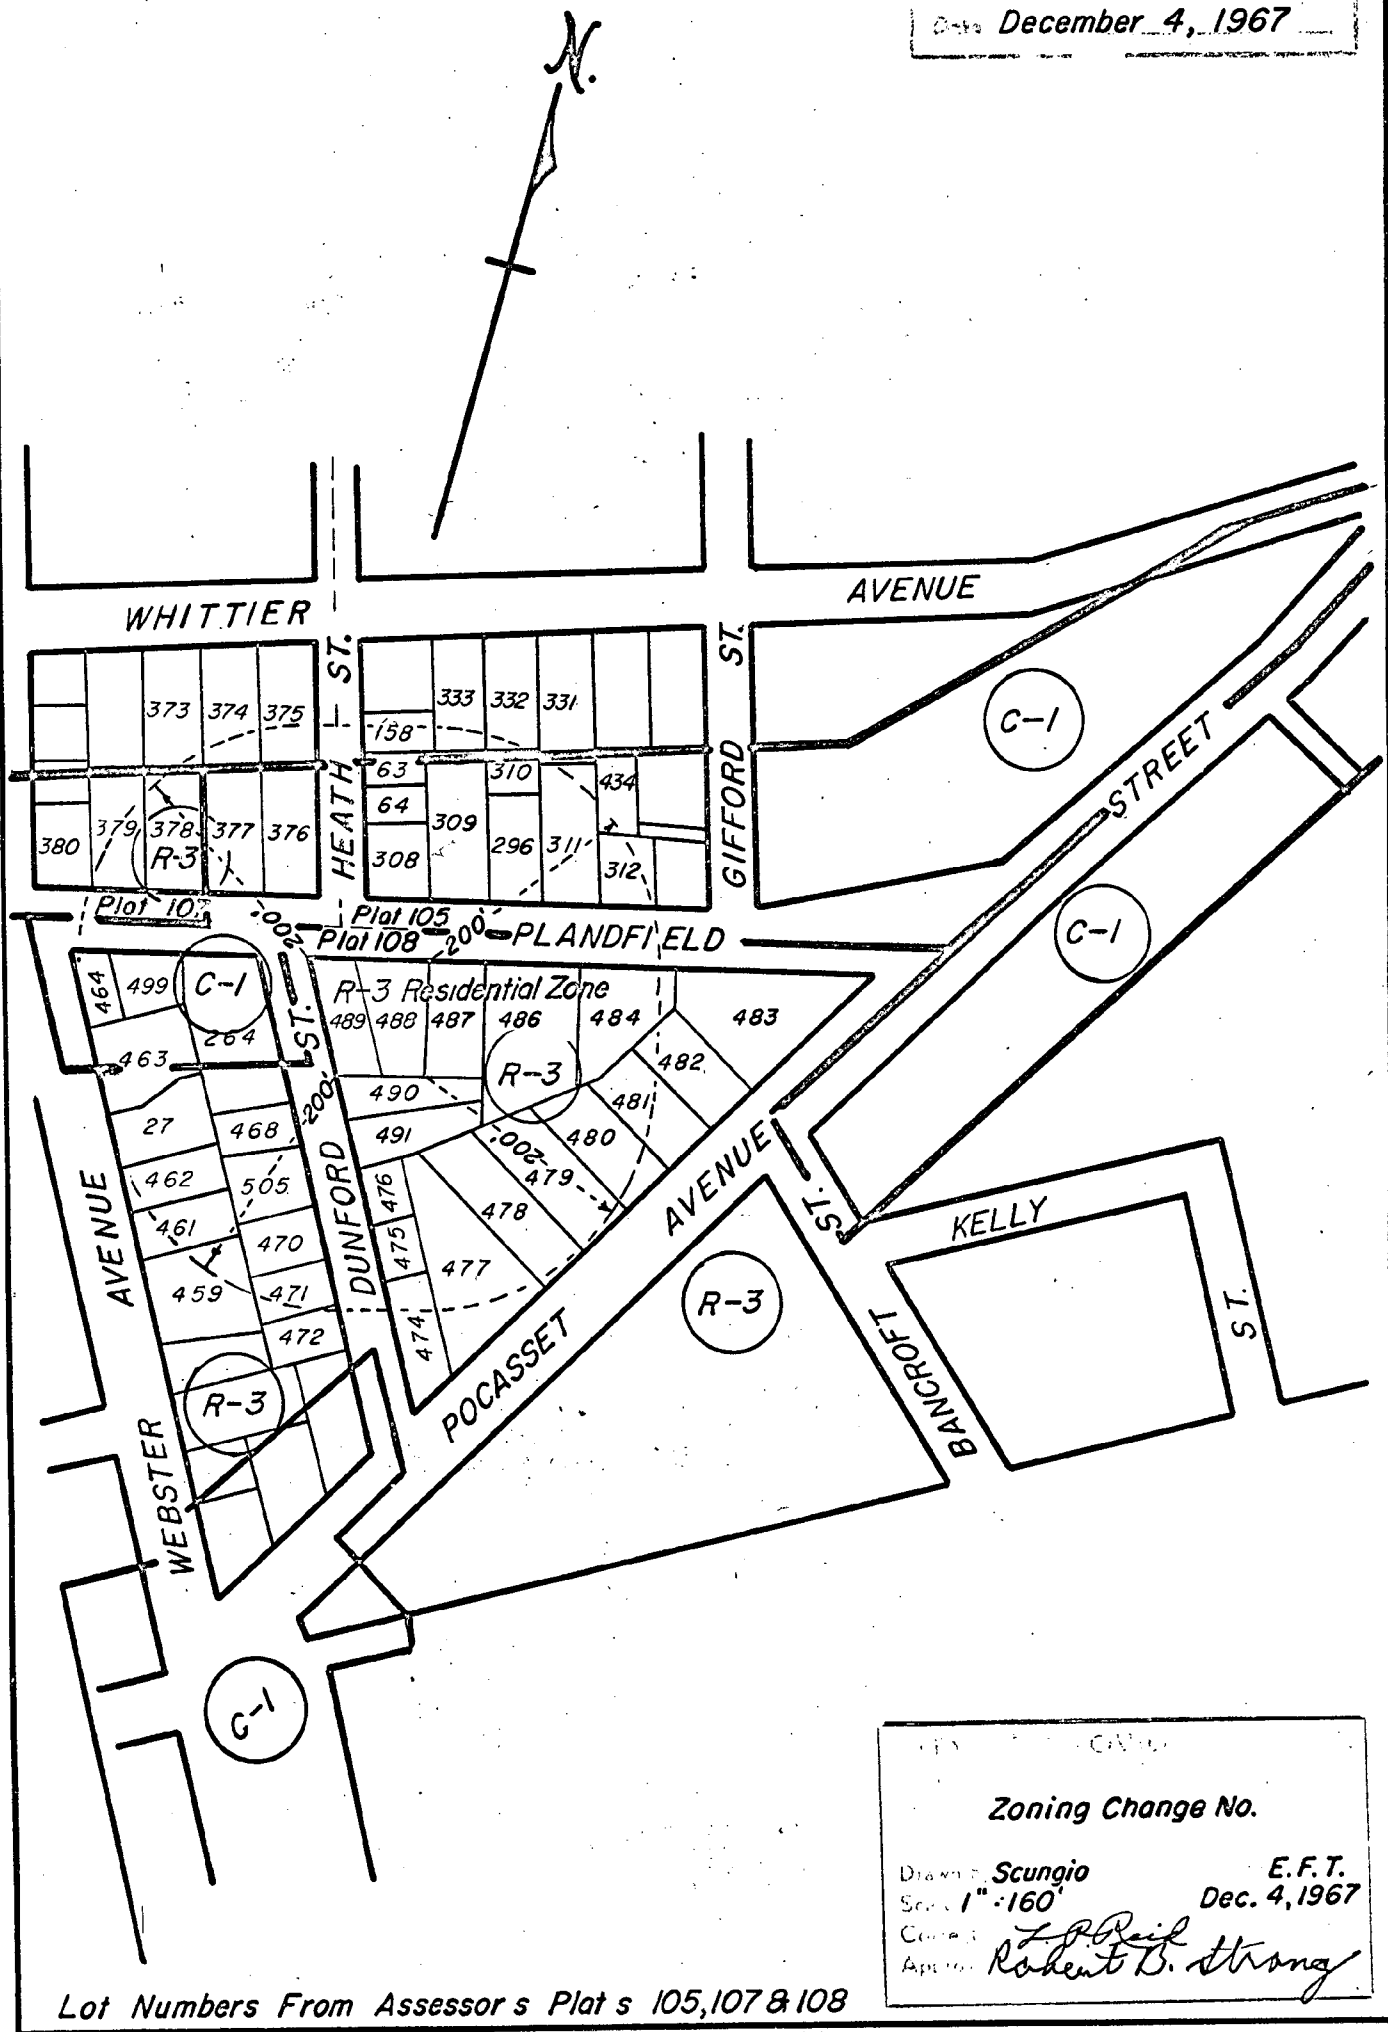 Date December 4, 1967
N.
WHITTIER
AVENUE
HEATH ST.
GIFFORD ST.
373 374 375
333 332 331
158
C-1
STREET
63 310 434
64
380 379 378 377 376
R-3
308 309 296 311 312
Plot 107
200'
Plat 105
Plat 108
200'
PLANDFIELD
C-1
464 499 C-1
R-3 Residential Zone
489 488 487 486 484 483
463 264
ST.
R-3
482
490
481
200'
27 468
491
480
200'
479
462 505
476
478
461 470
475
477
459 471
474
472
AVENUE
DUNFORD
AVENUE
ST.
KELLY
ST.
R-3
BANCROFT
POCASSET
R-3
WEBSTER
C-1
Zoning Change No.
Drawn Scungio E.F.T.
1"=160' Dec. 4, 1967
Robert B. Strong
Lot Numbers From Assessor s Plat s 105,107 & 108